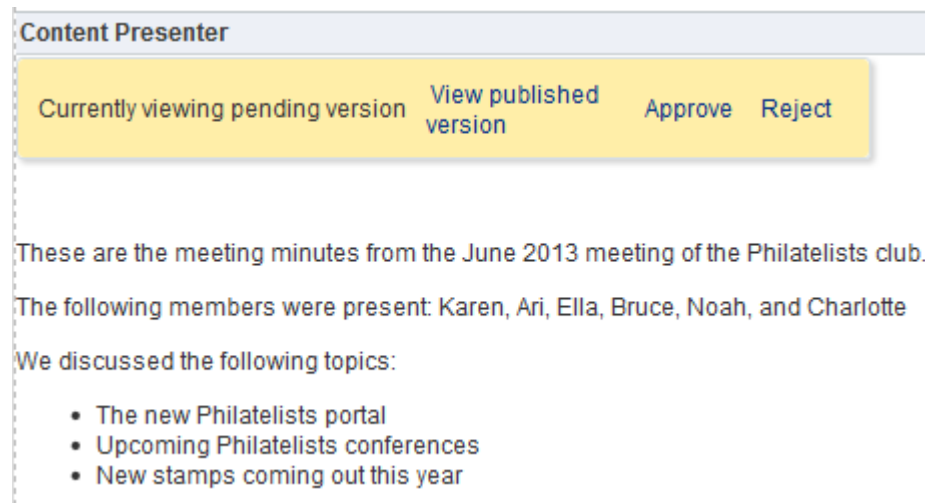 Content Presenter
Currently viewing pending version
View published
version
Approve
Reject
These are the meeting minutes from the June 2013 meeting of the Philatelists club.
The following members were present: Karen, Ari, Ella, Bruce, Noah, and Charlotte
We discussed the following topics:
• The new Philatelists portal
• Upcoming Philatelists conferences
• New stamps coming out this year